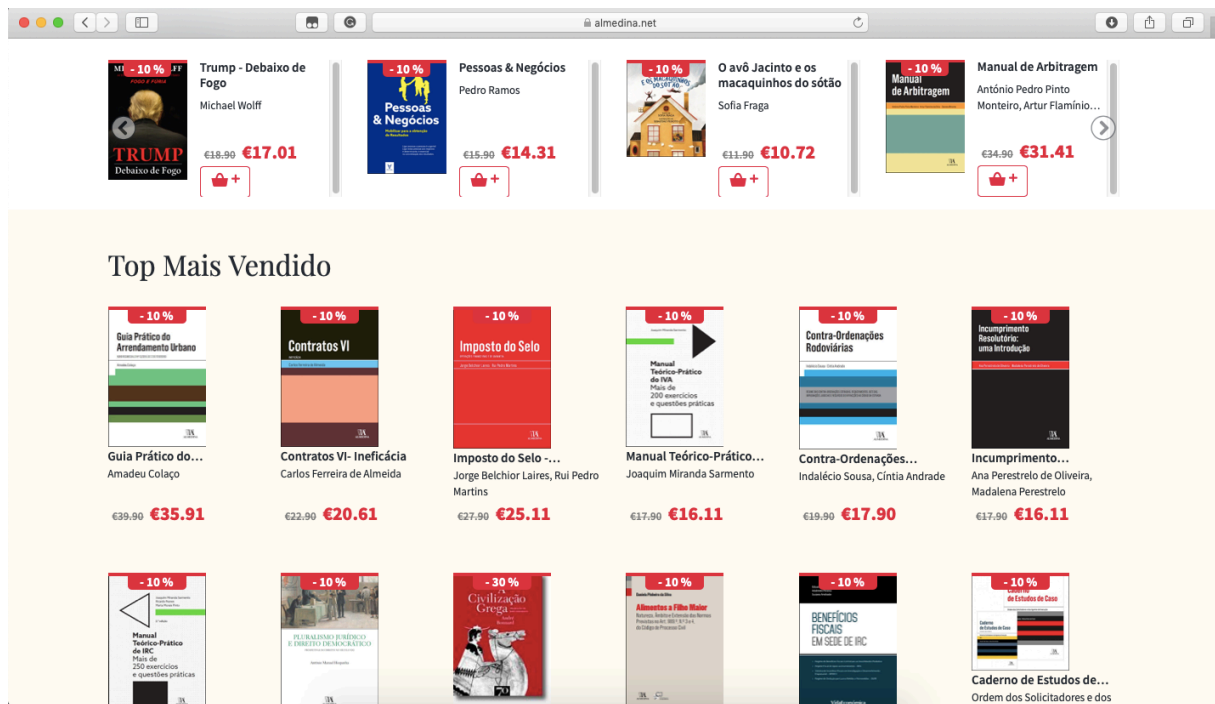 almedina.net
- 10 %
FOGO E FÚRIA
TRUMP
Debaixo de Fogo
Trump - Debaixo de
Fogo
Michael Wolff
€18.90 €17.01
+
- 10 %
Pessoas
& Negócios
Pessoas & Negócios
Pedro Ramos
€15.90 €14.31
+
- 10 %
O avô Jacinto e os
macaquinhos do sótão
Sofia Fraga
€11.90 €10.72
+
- 10 %
Manual
de Arbitragem
Manual de Arbitragem
António Pedro Pinto
Monteiro, Artur Flamínio...
€34.90 €31.41
+
Top Mais Vendido
- 10 %
Guia Prático do
Arrendamento Urbano
Guia Prático do...
Amadeu Colaço
€39.90 €35.91
- 10 %
Contratos VI
Contratos VI- Ineficácia
Carlos Ferreira de Almeida
€22.90 €20.61
- 10 %
Imposto do Selo
Imposto do Selo -...
Jorge Belchior Laires, Rui Pedro
Martins
€27.90 €25.11
- 10 %
Manual
Teórico-Prático
do IVA
Mais de
200 exercícios
e questões práticas
Manual Teórico-Prático...
Joaquim Miranda Sarmento
€17.90 €16.11
- 10 %
Contra-Ordenações
Rodoviárias
Contra-Ordenações...
Indalécio Sousa, Cíntia Andrade
€19.90 €17.90
- 10 %
Incumprimento
Resolutório:
uma Introdução
Incumprimento...
Ana Perestrelo de Oliveira,
Madalena Perestrelo
€17.90 €16.11
- 10 %
Manual
Teórico-Prático
de IRC
Mais de
250 exercícios
e questões práticas
- 10 %
PLURALISMO JURÍDICO
E DIREITO DEMOCRÁTICO
- 30 %
A
Civilização
Grega
André
Bonnard
70
- 10 %
Daniela Pinheiro da Silva
Alimentos a Filho Maior
- 10 %
BENEFÍCIOS
FISCAIS
EM SEDE DE IRC
- 10 %
Caderno
de Estudos de Caso
Caderno de Estudos de...
Ordem dos Solicitadores e dos